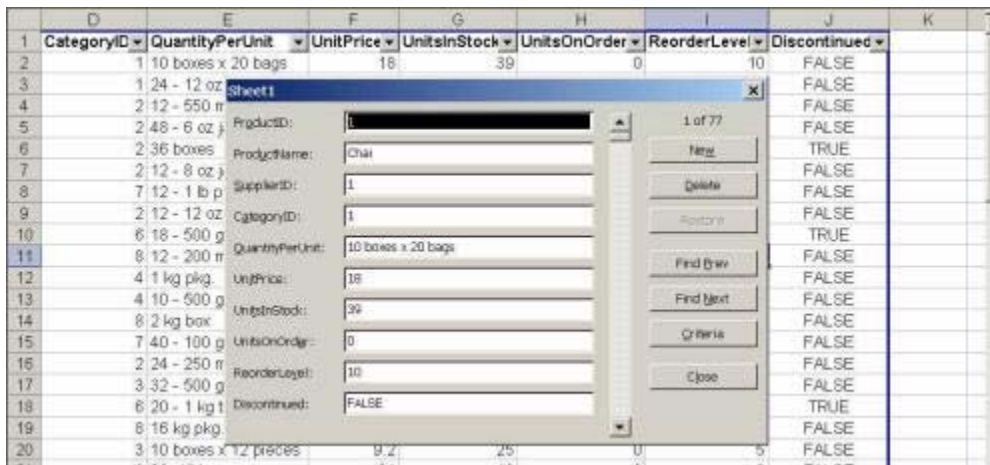 D E F G H I J K
1 CategoryID QuantityPerUnit UnitPrice UnitsInStock UnitsOnOrder ReorderLevel Discontinued
2 1 10 boxes x 20 bags 18 39 0 10 FALSE
3 1 24 - 12 oz FALSE
4 2 12 - 550 m FALSE
5 2 48 - 6 oz j FALSE
6 2 36 boxes TRUE
7 2 12 - 8 oz j FALSE
8 7 12 - 1 lb p FALSE
9 2 12 - 12 oz FALSE
10 6 18 - 500 g TRUE
11 8 12 - 200 m FALSE
12 4 1 kg pkg. FALSE
13 4 10 - 500 g FALSE
14 8 2 kg box FALSE
15 7 40 - 100 g FALSE
16 2 24 - 250 m FALSE
17 3 32 - 500 g FALSE
18 6 20 - 1 kg t TRUE
19 8 16 kg pkg. FALSE
20 3 10 boxes x 12 pieces 9.2 25 0 5 FALSE
Sheet1
ProductID: 1
ProductName: Chai
SupplierID: 1
CategoryID: 1
QuantityPerUnit: 10 boxes x 20 bags
UnitPrice: 18
UnitsInStock: 39
UnitsOnOrder: 0
ReorderLevel: 10
Discontinued: FALSE
1 of 77
New
Delete
Restore
Find Prev
Find Next
Criteria
Close